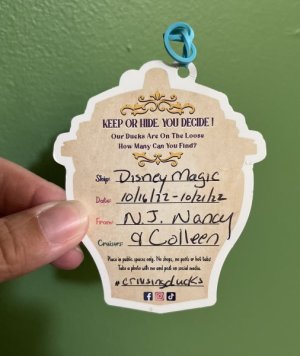 KEEP OR HIDE. YOU DECIDE!
Our Ducks Are On The Loose
How Many Can You Find?
Ship: Disney Magic
Date: 10/16/22-10/21/22
From: N.J. Nancy
Cruisers: & Colleen
Place in public spaces only. No shops, no pools or hot tubs!
Take a photo with me and post on social media.
#cruisingducks